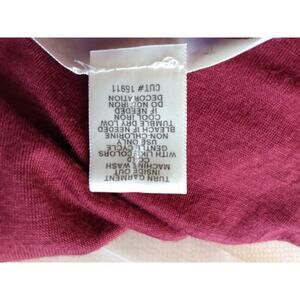 TURN GARMENT
INSIDE OUT
MACHINE WASH
COLD
WITH LIKE COLORS
GENTLE CYCLE
USE ONLY
NON-CHLORINE
BLEACH IF NEEDED
TUMBLE DRY LOW
COOL IRON
IF NEEDED
DO NOT IRON
DECORATION
CUT# 15911